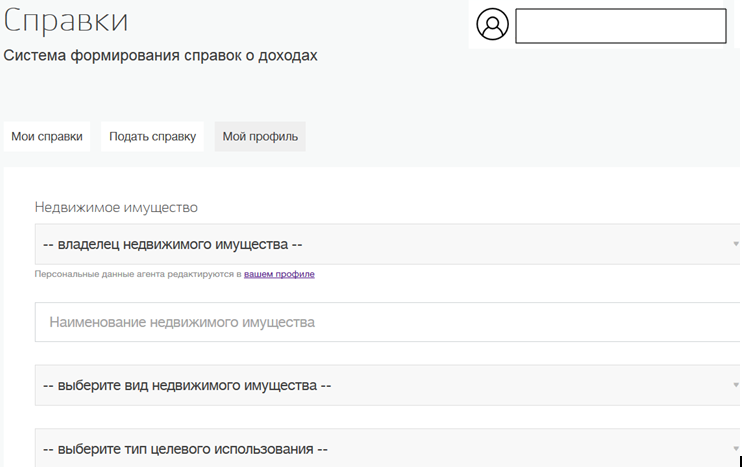 Справки
Система формирования справок о доходах
Мои справки
Подать справку
Мой профиль
Недвижимое имущество
-- владелец недвижимого имущества --
Персональные данные агента редактируются в вашем профиле
Наименование недвижимого имущества
-- выберите вид недвижимого имущества --
-- выберите тип целевого использования --